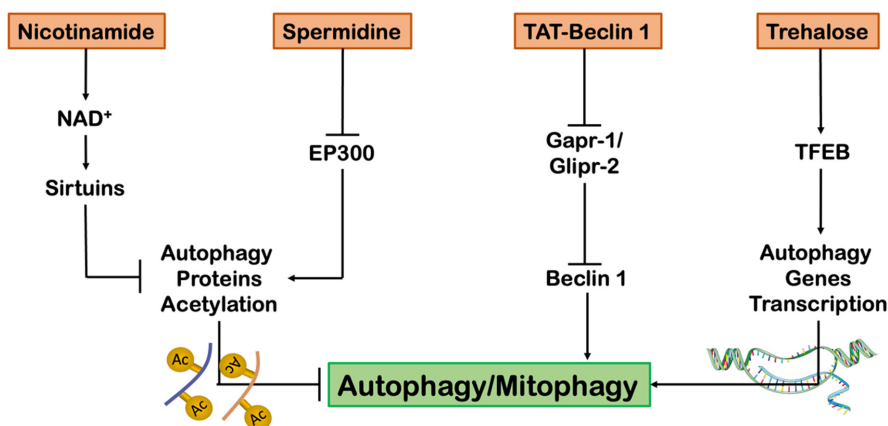 Nicotinamide
Spermidine
TAT-Beclin 1
Trehalose
NAD⁺
Sirtuins
EP300
Gapr-1/
Glipr-2
TFEB
Autophagy
Proteins
Acetylation
Beclin 1
Autophagy
Genes
Transcription
Ac
Ac
Ac
Ac
Autophagy/Mitophagy